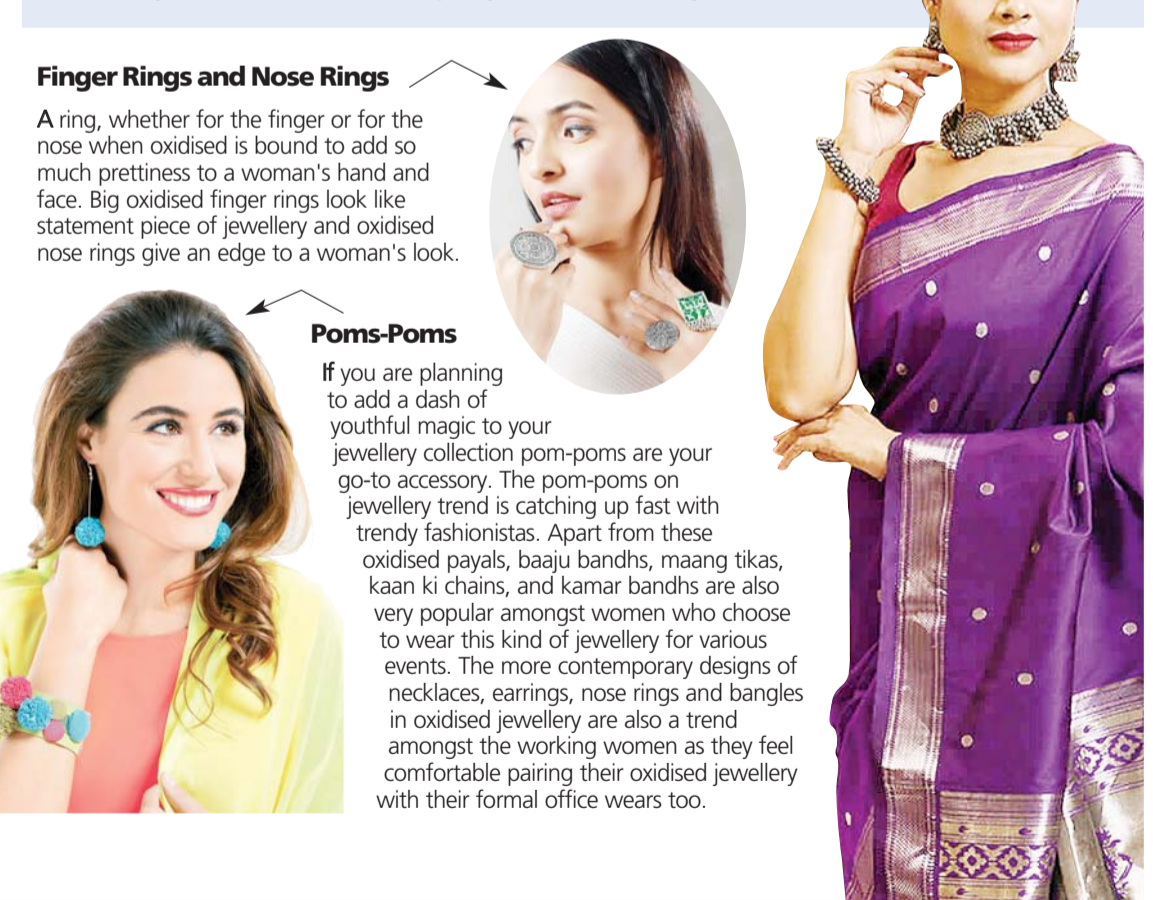 Finger Rings and Nose Rings
A ring, whether for the finger or for the
nose when oxidised is bound to add so
much prettiness to a woman's hand and
face. Big oxidised finger rings look like
statement piece of jewellery and oxidised
nose rings give an edge to a woman's look.
Poms-Poms
If you are planning
to add a dash of
youthful magic to your
jewellery collection pom-poms are your
go-to accessory. The pom-poms on
jewellery trend is catching up fast with
trendy fashionistas. Apart from these
oxidised payals, baaju bandhs, maang tikas,
kaan ki chains, and kamar bandhs are also
very popular amongst women who choose
to wear this kind of jewellery for various
events. The more contemporary designs of
necklaces, earrings, nose rings and bangles
in oxidised jewellery are also a trend
amongst the working women as they feel
comfortable pairing their oxidised jewellery
with their formal office wears too.